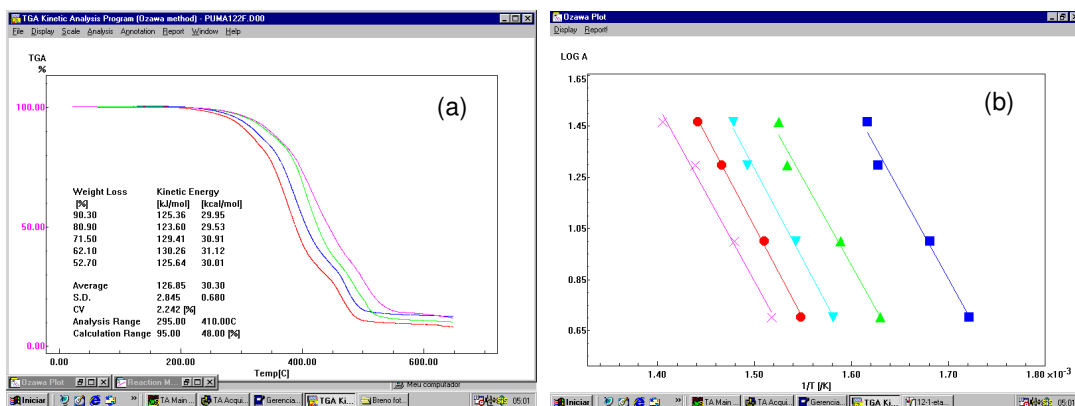 TGA Kinetic Analysis Program (Ozawa method) - PUMA122F.D00
File Display Scale Analysis Annotation Report Window Help
TGA
%
(a)
100.00
50.00
0.00
Weight Loss Kinetic Energy
[%] [kJ/mol] [kcal/mol]
90.30 125.36 29.95
80.90 123.60 29.53
71.50 129.41 30.91
62.10 130.26 31.12
52.70 125.64 30.01
Average 126.85 30.30
S.D. 2.845 0.680
CV 2.242 [%]
Analysis Range 295.00 410.00C
Calculation Range 95.00 48.00 [%]
0.00 200.00 400.00 600.00
Temp[C]
Ozawa Plot
Reaction M...
Meu computador
Iniciar » TA Main ... TA Acqui... Gerencia... TGA Ki... Breno fot... 05:01
Ozawa Plot
Display Report!
LOG A
(b)
1.65
1.45
1.25
1.05
0.85
0.65
1.40 1.50 1.60 1.70 1.80 ×10⁻³
1/T [/K]
Iniciar » TA Main ... TA Acqui... Gerencia... TGA Ki... 12-1-eta... 05:01